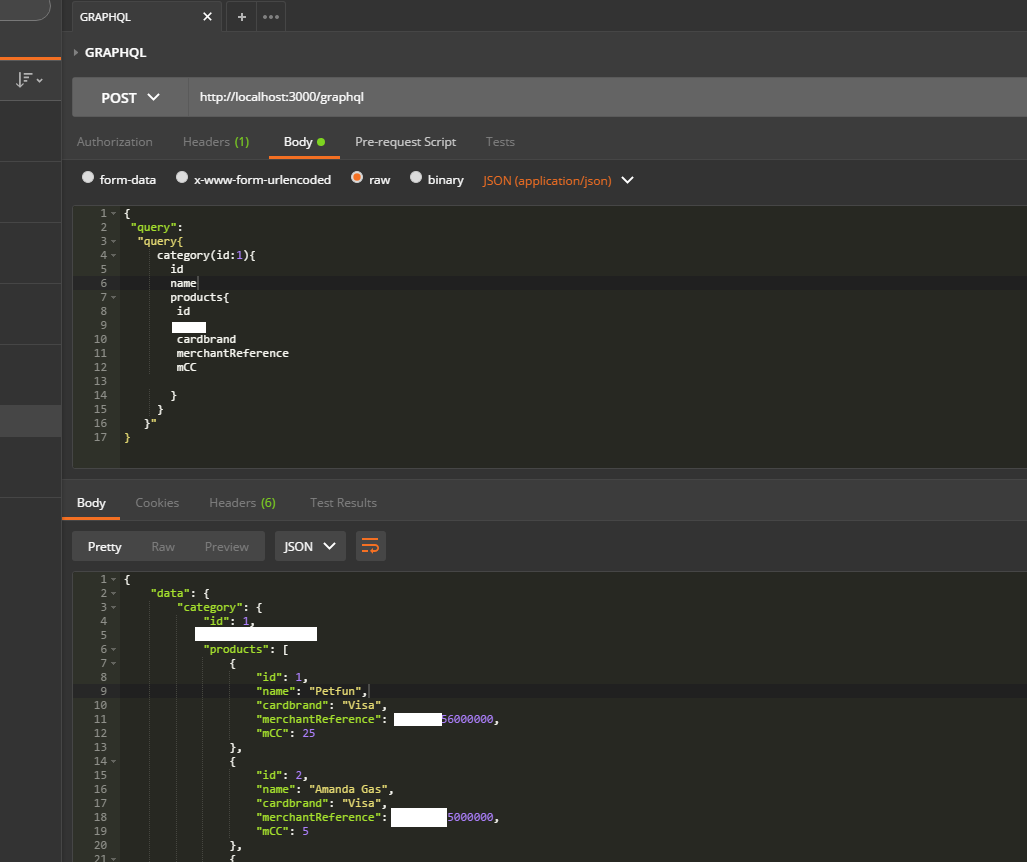 GRAPHQL
GRAPHQL
POST http://localhost:3000/graphql
Authorization Headers (1) Body Pre-request Script Tests
form-data x-www-form-urlencoded raw binary JSON (application/json)
1 {
2 "query":
3 "query{
4 category(id:1){
5 id
6 name
7 products{
8 id
9
10 cardbrand
11 merchantReference
12 mCC
13
14 }
15 }
16 }"
17 }
Body Cookies Headers (6) Test Results
Pretty Raw Preview JSON
1 {
2 "data": {
3 "category": {
4 "id": 1,
5
6 "products": [
7 {
8 "id": 1,
9 "name": "Petfun",
10 "cardbrand": "Visa",
11 "merchantReference": 56000000,
12 "mCC": 25
13 },
14 {
15 "id": 2,
16 "name": "Amanda Gas",
17 "cardbrand": "Visa",
18 "merchantReference": 5000000,
19 "mCC": 5
20 },
21 {